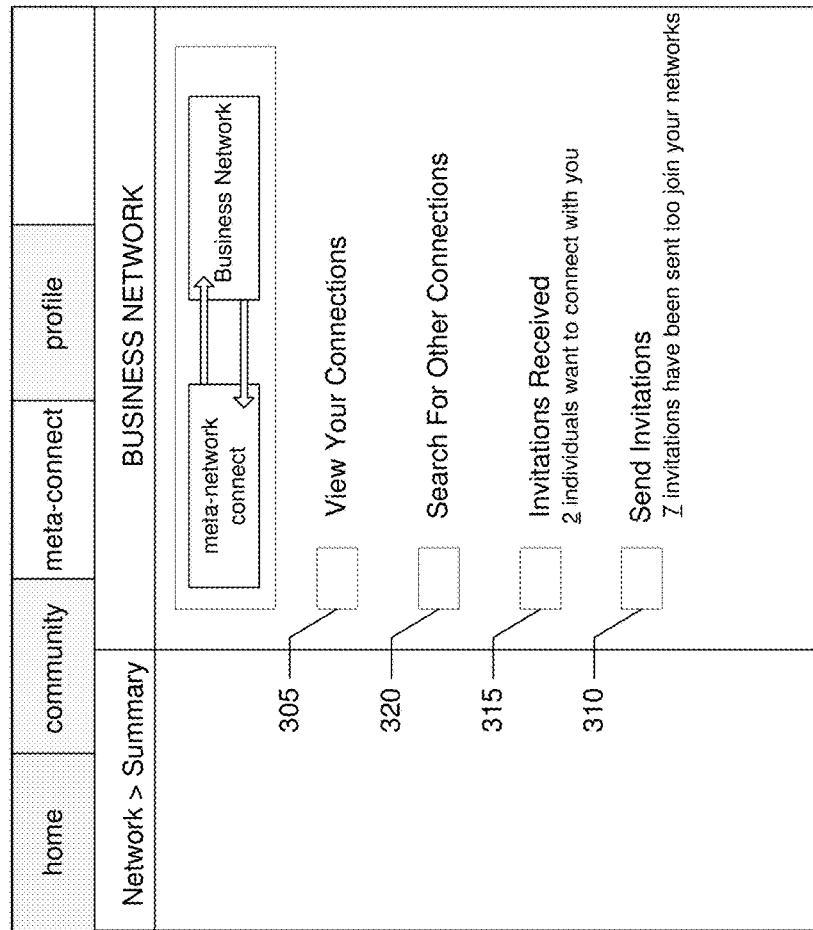 home
community
meta-connect
profile
Network > Summary
BUSINESS NETWORK
meta-network
connect
Business Network
305
View Your Connections
320
Search For Other Connections
315
Invitations Received
2 individuals want to connect with you
310
Send Invitations
7 invitations have been sent too join your networks